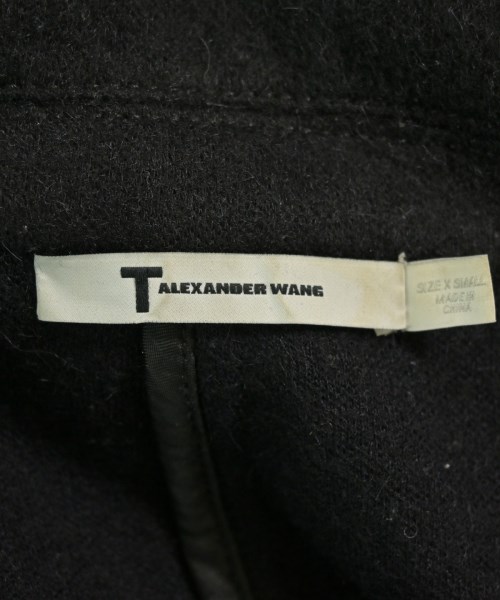 T ALEXANDER WANG
SIZE X SMALL
MADE IN
CHINA